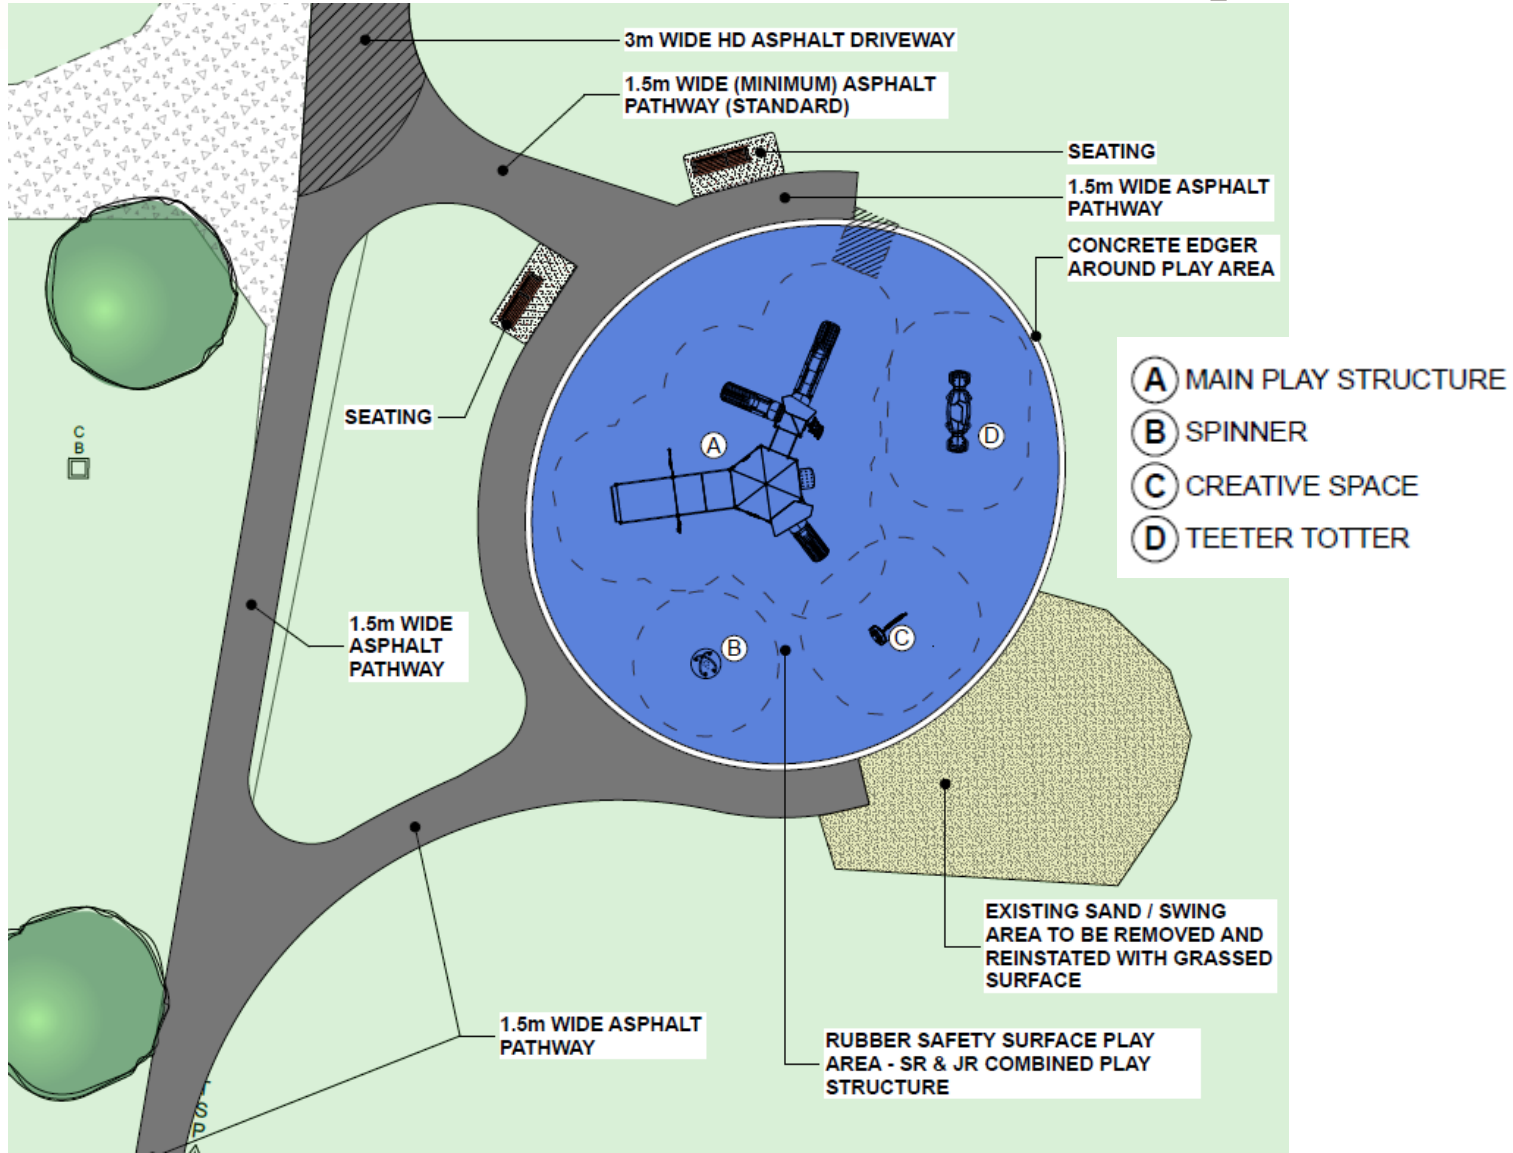 3m WIDE HD ASPHALT DRIVEWAY
1.5m WIDE (MINIMUM) ASPHALT
PATHWAY (STANDARD)
SEATING
1.5m WIDE ASPHALT
PATHWAY
CONCRETE EDGER
AROUND PLAY AREA
A MAIN PLAY STRUCTURE
B SPINNER
C CREATIVE SPACE
D TEETER TOTTER
SEATING
C
B
A
D
B
C
1.5m WIDE
ASPHALT
PATHWAY
EXISTING SAND / SWING
AREA TO BE REMOVED AND
REINSTATED WITH GRASSED
SURFACE
1.5m WIDE ASPHALT
PATHWAY
RUBBER SAFETY SURFACE PLAY
AREA - SR & JR COMBINED PLAY
STRUCTURE
T
S
P